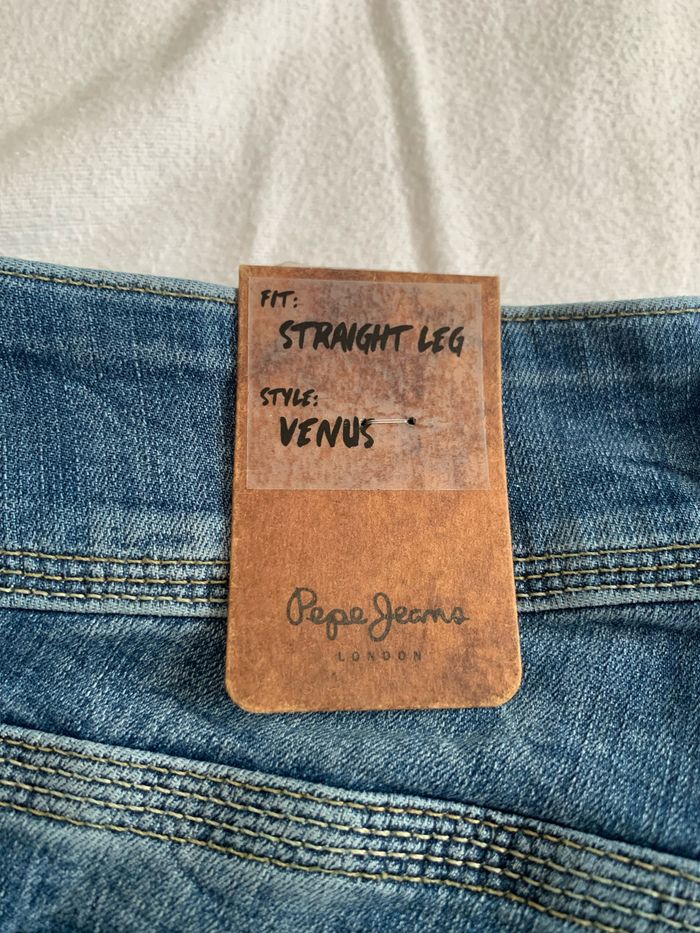 FIT:
STRAIGHT LEG
STYLE:
VENUS
Pepe Jeans
LONDON